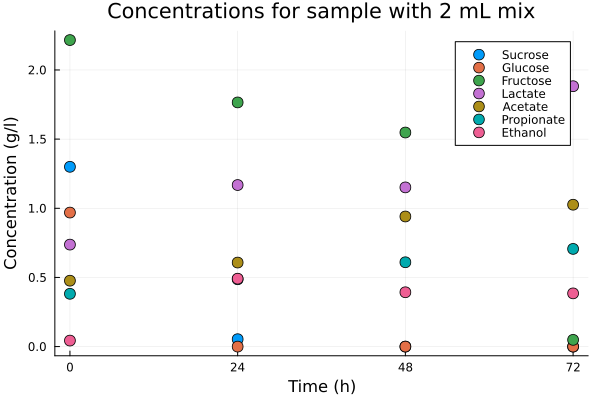 Concentrations for sample with 2 mL mix
Concentration (g/l)
2.0
1.5
1.0
0.5
0.0
Sucrose
Glucose
Fructose
Lactate
Acetate
Propionate
Ethanol
0 24 48 72
Time (h)